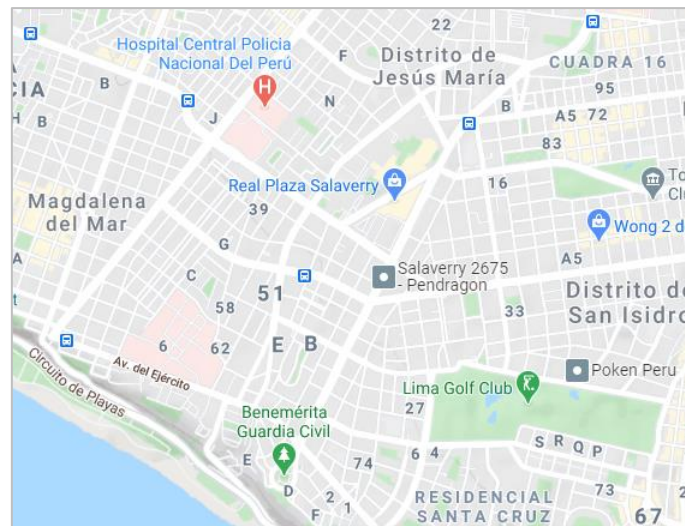 22
Hospital Central Policia
Nacional Del Perú
H
F
Distrito de
Jesús María
CUADRA 16
B
CIA
N
B
95
A5 72
H
B
J
83
Real Plaza Salaverry
16
To
Clu
Magdalena
del Mar
39
Wong 2 d
G
A5
C
Salaverry 2675
- Pendragon
51
58
Distrito de
San Isidro
33
t
6
62
E
B
Circuito de Playas
Av. del Ejército
Lima Golf Club
Poken Peru
27
Benemérita
Guardia Civil
S
R
Q
P
E
74
6
4
D
2
1
F
73
RESIDENCIAL
SANTA CRUZ
67
2